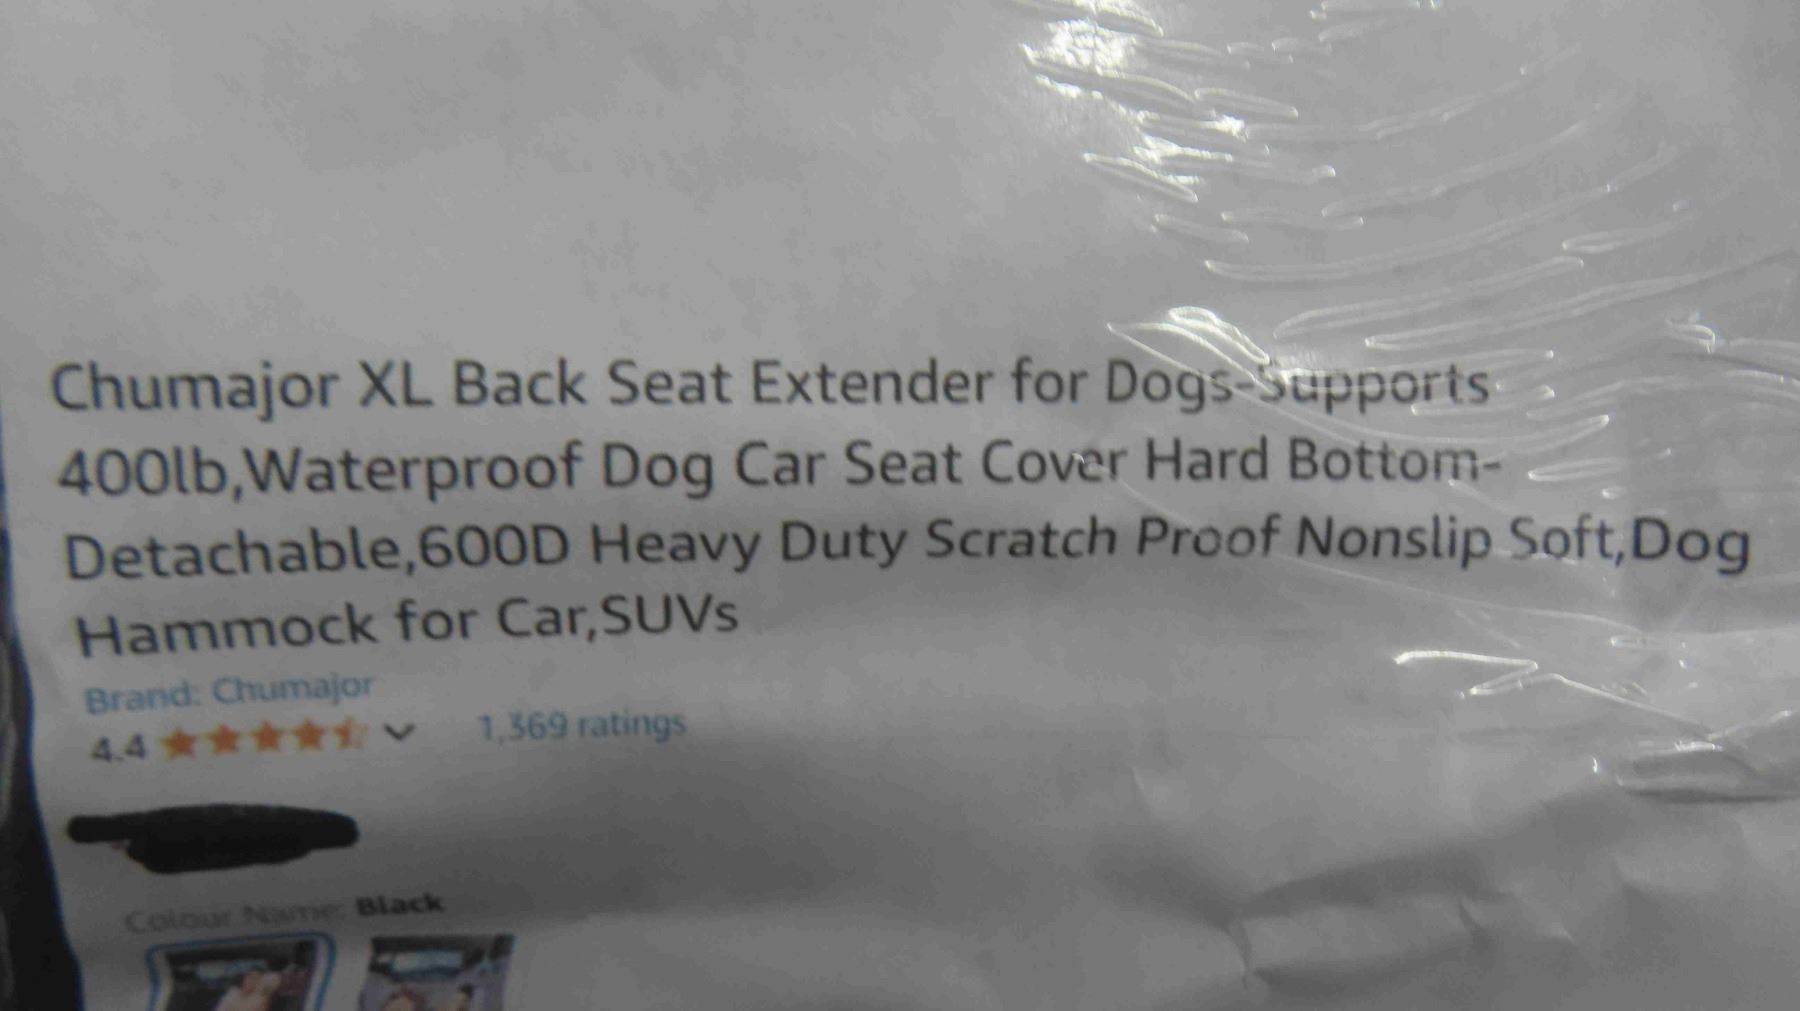 Chumajor XL Back Seat Extender for Dogs-Supports
400lb,Waterproof Dog Car Seat Cover Hard Bottom-
Detachable,600D Heavy Duty Scratch Proof Nonslip Soft,Dog
Hammock for Car,SUVs
Brand: Chumajor
4.4 1,369 ratings
Colour Name: Black